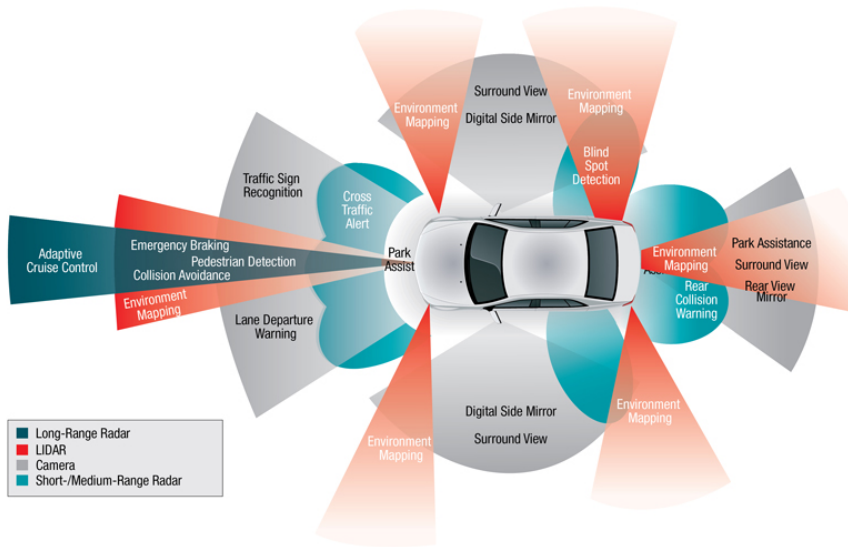 Surround View
Digital Side Mirror
Environment
Mapping
Environment
Mapping
Blind
Spot
Detection
Traffic Sign
Recognition
Cross
Traffic
Alert
Adaptive
Cruise Control
Emergency Braking
Pedestrian Detection
Collision Avoidance
Environment
Mapping
Lane Departure
Warning
Park
Assist
Environment
Mapping
Rear
Collision
Warning
Park Assistance
Surround View
Rear View
Mirror
Digital Side Mirror
Surround View
Environment
Mapping
Environment
Mapping
Long-Range Radar
LIDAR
Camera
Short-/Medium-Range Radar